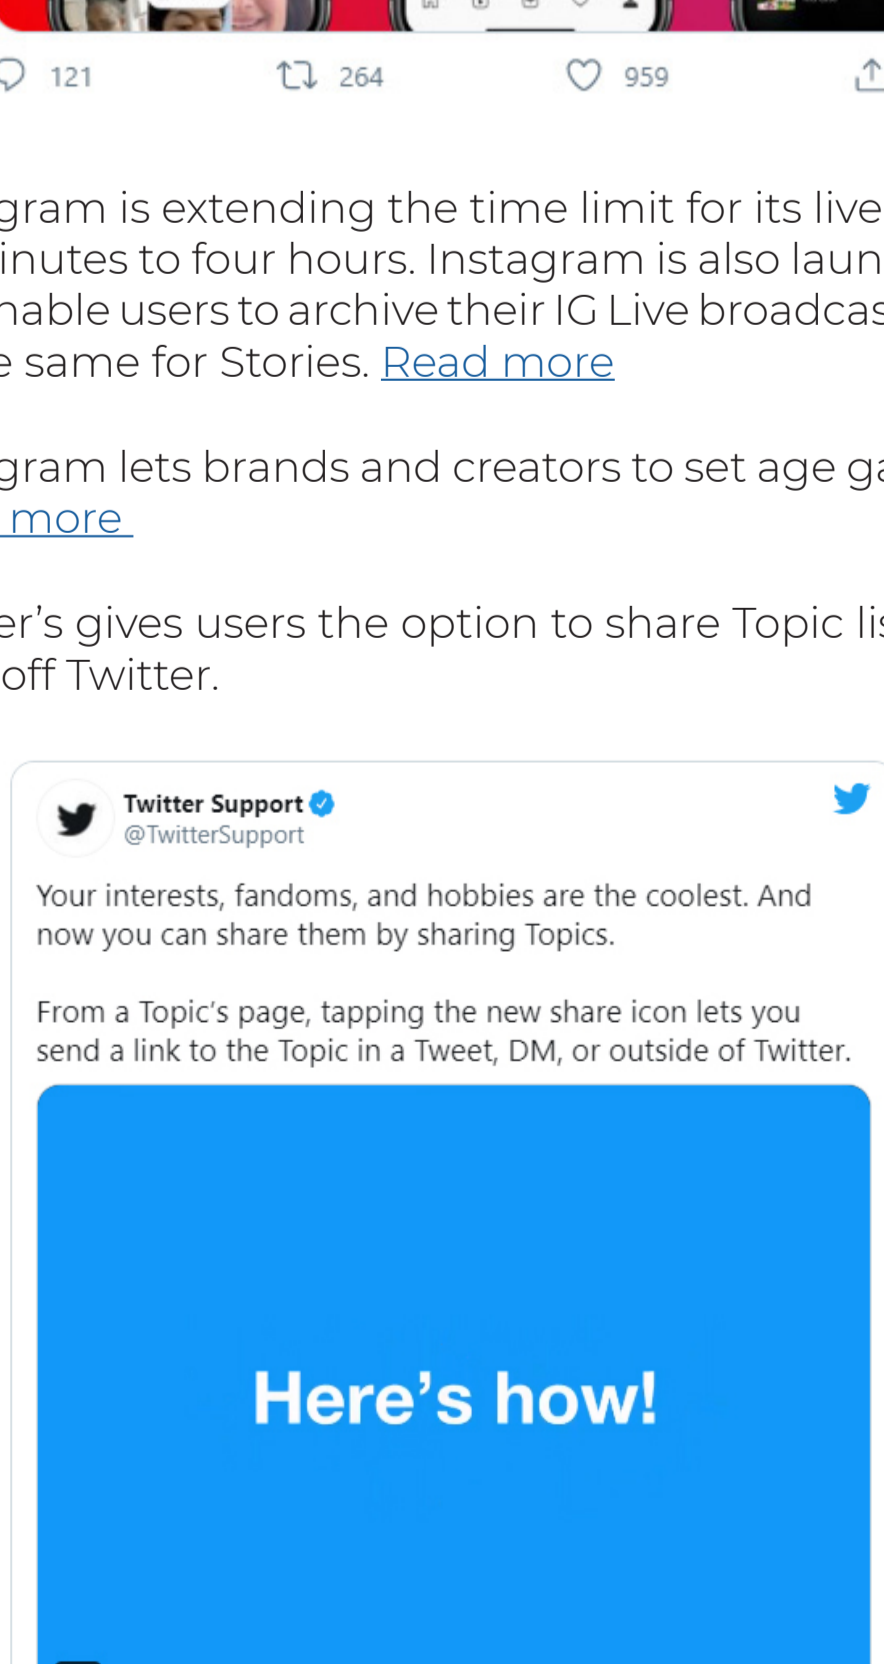 121 264 959
gram is extending the time limit for its live
inutes to four hours. Instagram is also laun
nable users to archive their IG Live broadcas
e same for Stories. Read more
gram lets brands and creators to set age ga
more
er’s gives users the option to share Topic lis
off Twitter.
Twitter Support
@TwitterSupport
Your interests, fandoms, and hobbies are the coolest. And
now you can share them by sharing Topics.
From a Topic’s page, tapping the new share icon lets you
send a link to the Topic in a Tweet, DM, or outside of Twitter.
Here’s how!